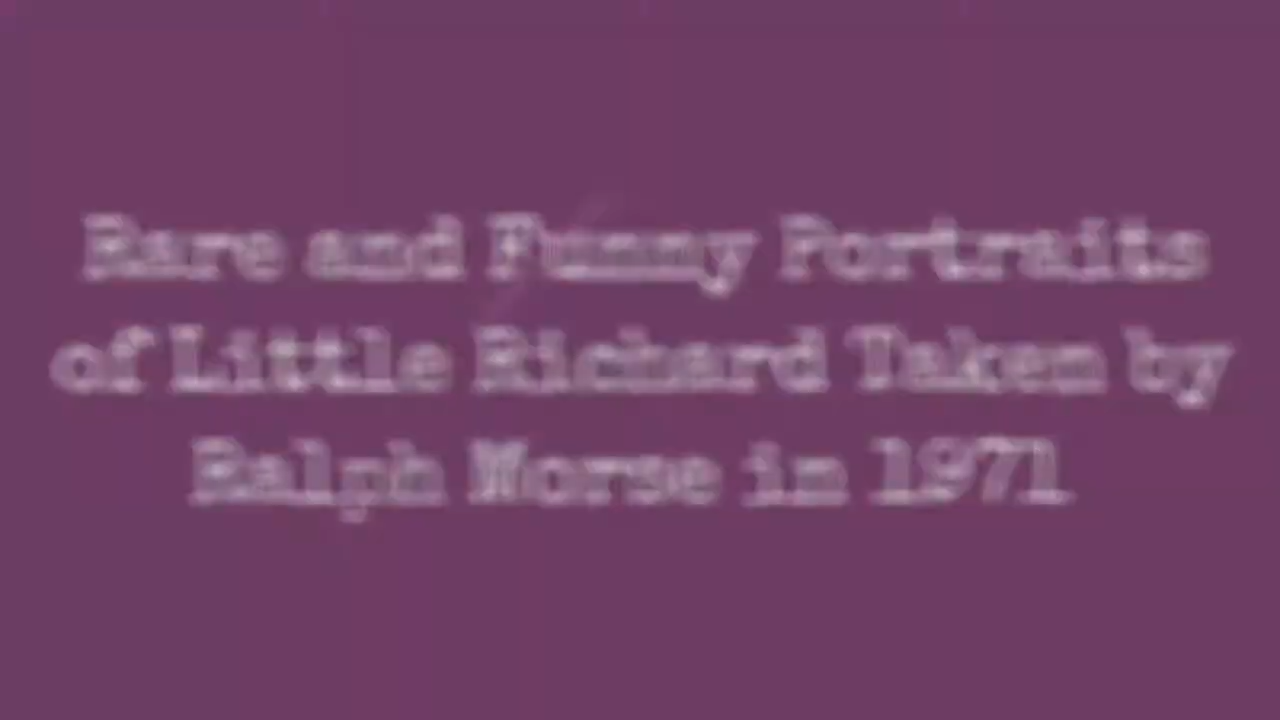 Rare and Funny Portraits
of Little Richard Taken by
Ralph Morse in 1971